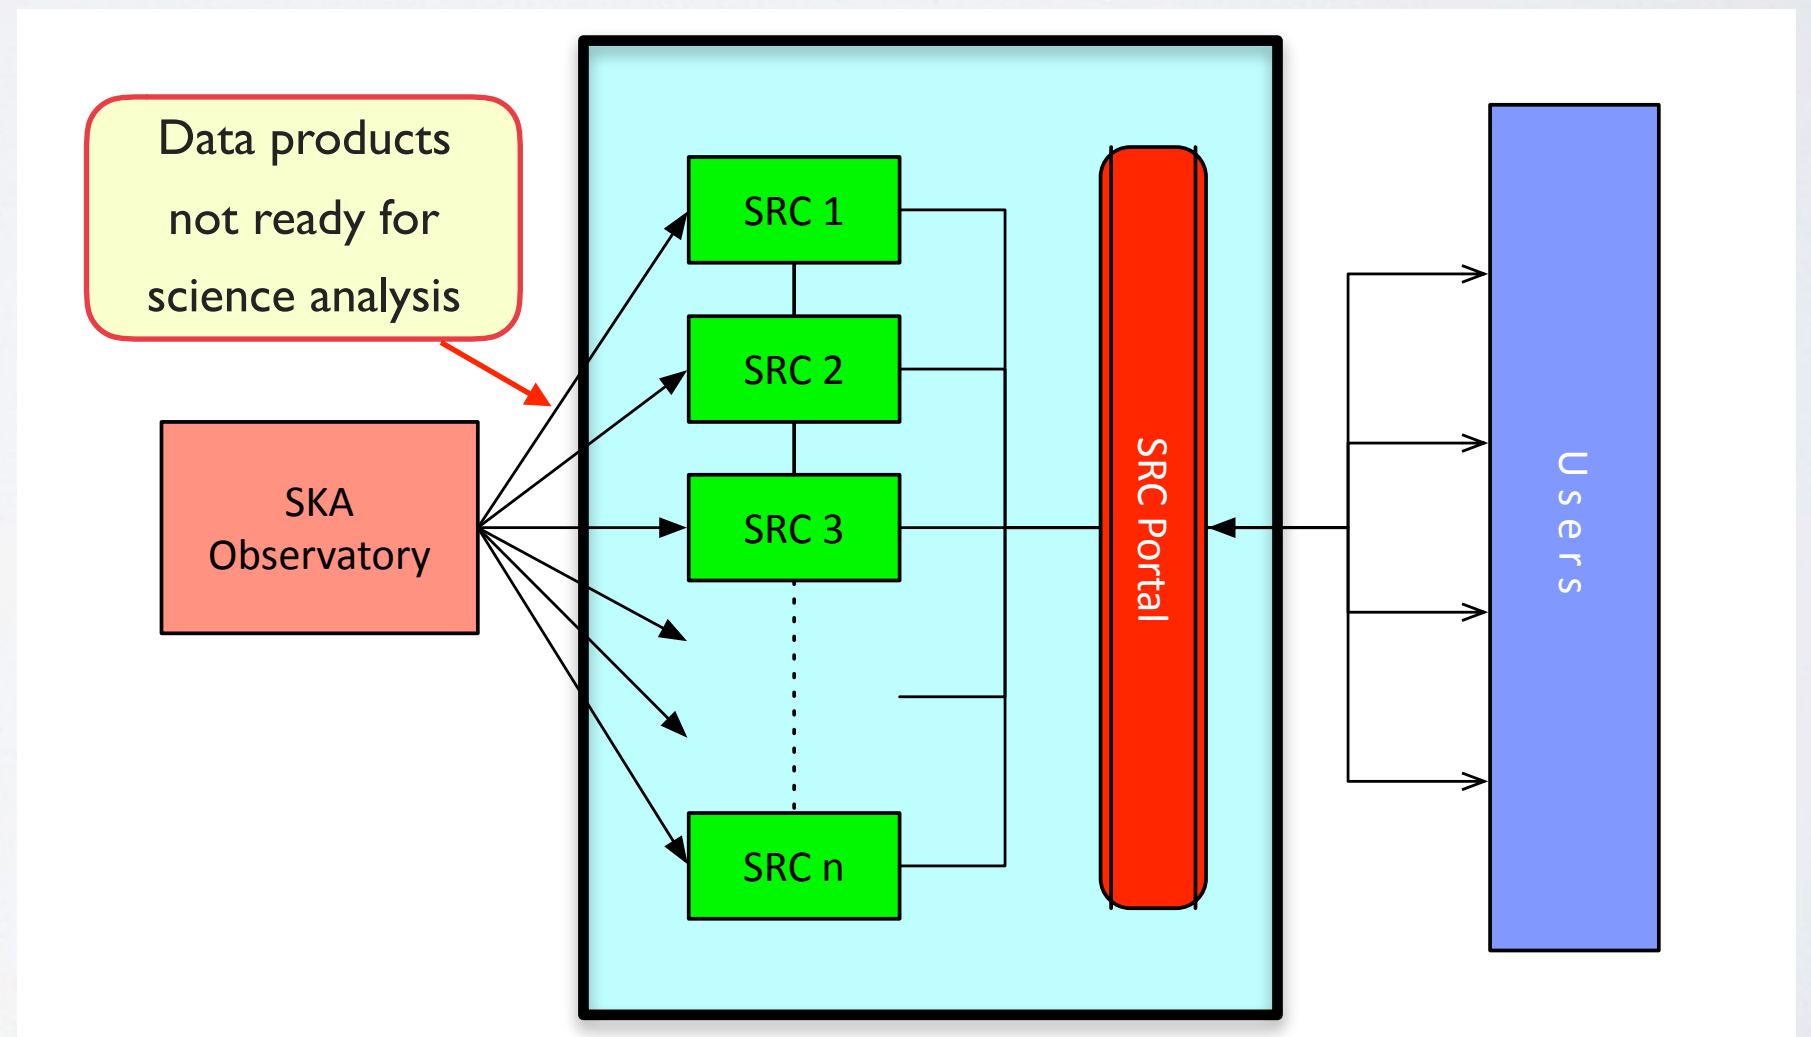 Data products
not ready for
science analysis
SKA
Observatory
SRC 1
SRC 2
SRC 3
SRC n
SRC Portal
Users